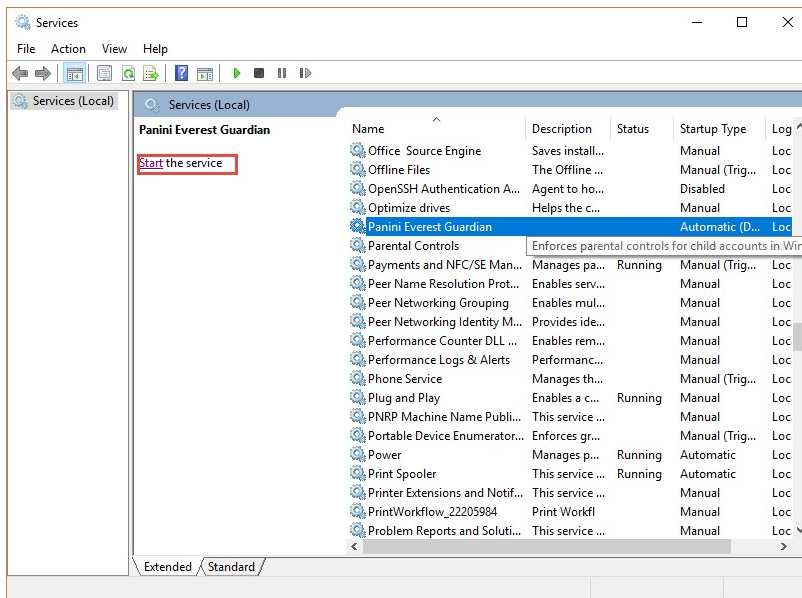 Services
File Action View Help
Services (Local)
Services (Local)
Panini Everest Guardian
Start the service
Name Description Status Startup Type Log
Office Source Engine Saves install... Manual Loc
Offline Files The Offline ... Manual (Trig... Loc
OpenSSH Authentication A... Agent to ho... Disabled Loc
Optimize drives Helps the c... Manual Loc
Panini Everest Guardian Automatic (D... Loc
Parental Controls Enforces parental controls for child accounts in Win
Payments and NFC/SE Man... Manages pa... Running Manual (Trig... Loc
Peer Name Resolution Prot... Enables serv... Manual Loc
Peer Networking Grouping Enables mul... Manual Loc
Peer Networking Identity M... Provides ide... Manual Loc
Performance Counter DLL ... Enables rem... Manual Loc
Performance Logs & Alerts Performanc... Manual Loc
Phone Service Manages th... Manual (Trig... Loc
Plug and Play Enables a c... Running Manual Loc
PNRP Machine Name Publi... This service ... Manual Loc
Portable Device Enumerator... Enforces gr... Manual (Trig... Loc
Power Manages p... Running Automatic Loc
Print Spooler This service ... Running Automatic Loc
Printer Extensions and Notif... This service ... Manual Loc
PrintWorkflow_22205984 Print Workfl Manual Loc
Problem Reports and Soluti... This service ... Manual Loc
Extended Standard